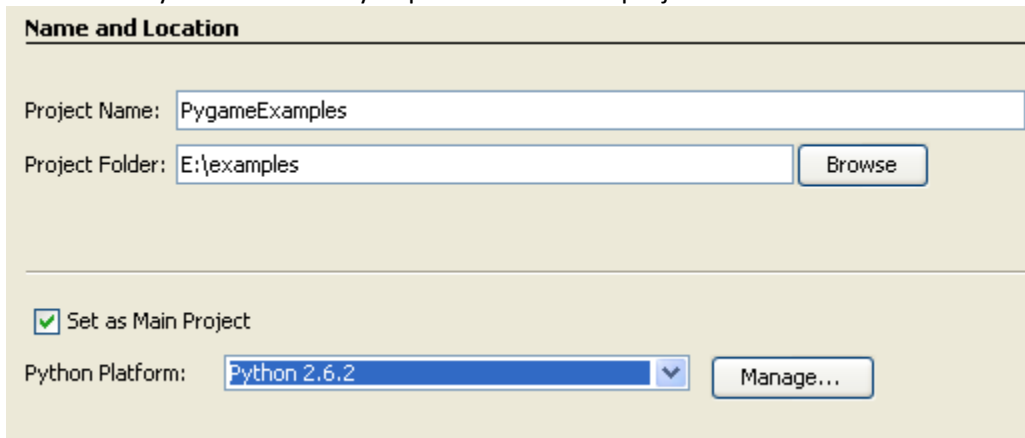 Name and Location
Project Name: PygameExamples
Project Folder: E:\examples Browse
Set as Main Project
Python Platform: Python 2.6.2 Manage...